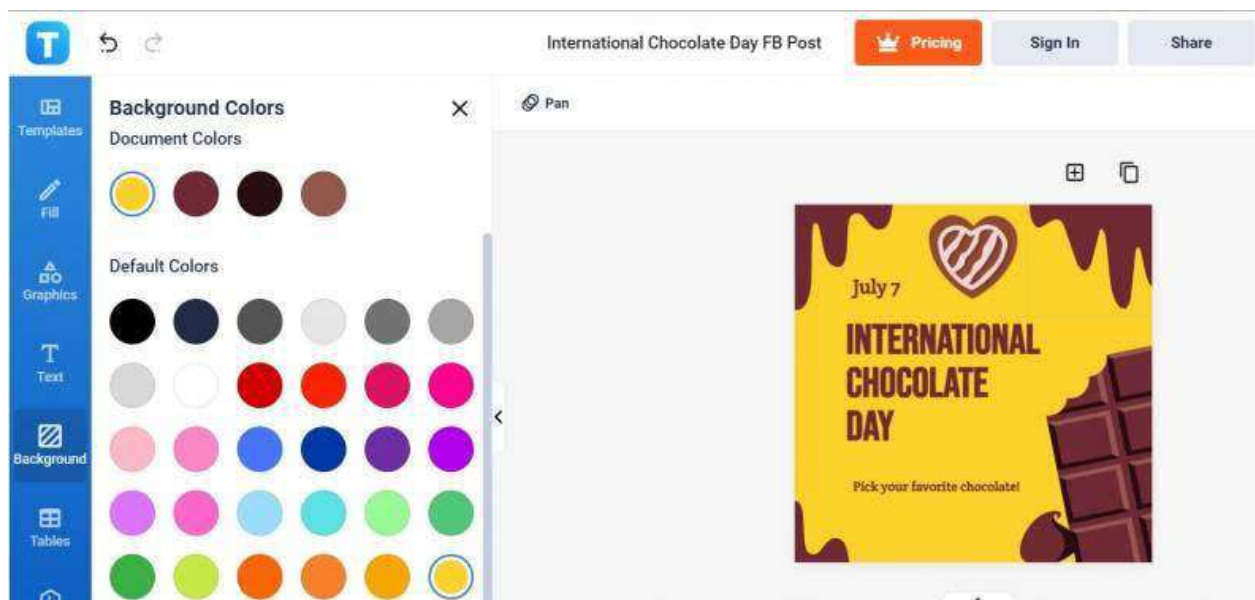 T
International Chocolate Day FB Post
Pricing
Sign In
Share
Templates
Fill
Graphics
Text
Background
Tables
Background Colors
Document Colors
Default Colors
Pan
July 7
INTERNATIONAL
CHOCOLATE
DAY
Pick your favorite chocolate!